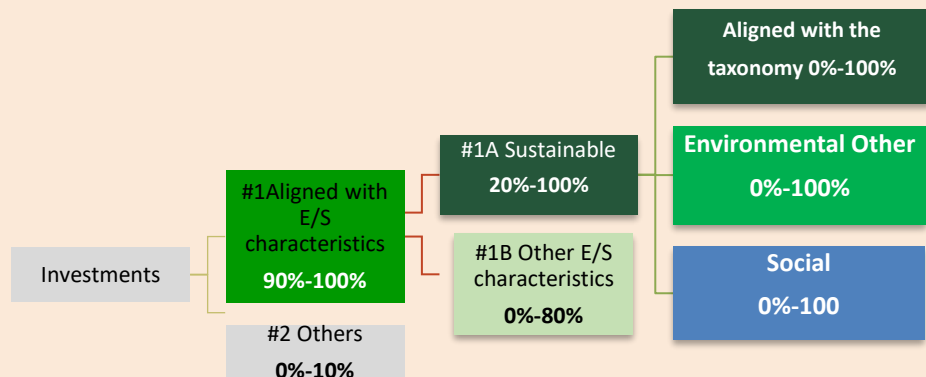 Investments
#1Aligned with
E/S
characteristics
90%-100%
#2 Others
0%-10%
#1A Sustainable
20%-100%
#1B Other E/S
characteristics
0%-80%
Aligned with the
taxonomy 0%-100%
Environmental Other
0%-100%
Social
0%-100